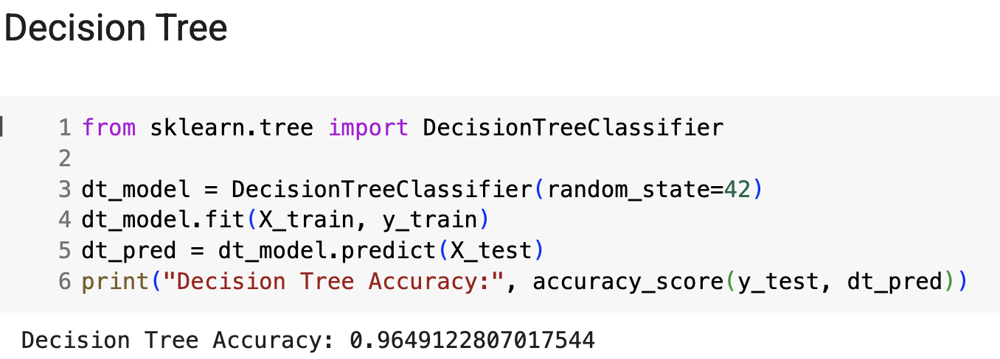 Decision Tree
1 from sklearn.tree import DecisionTreeClassifier
2
3 dt_model = DecisionTreeClassifier(random_state=42)
4 dt_model.fit(X_train, y_train)
5 dt_pred = dt_model.predict(X_test)
6 print("Decision Tree Accuracy:", accuracy_score(y_test, dt_pred))
Decision Tree Accuracy: 0.9649122807017544